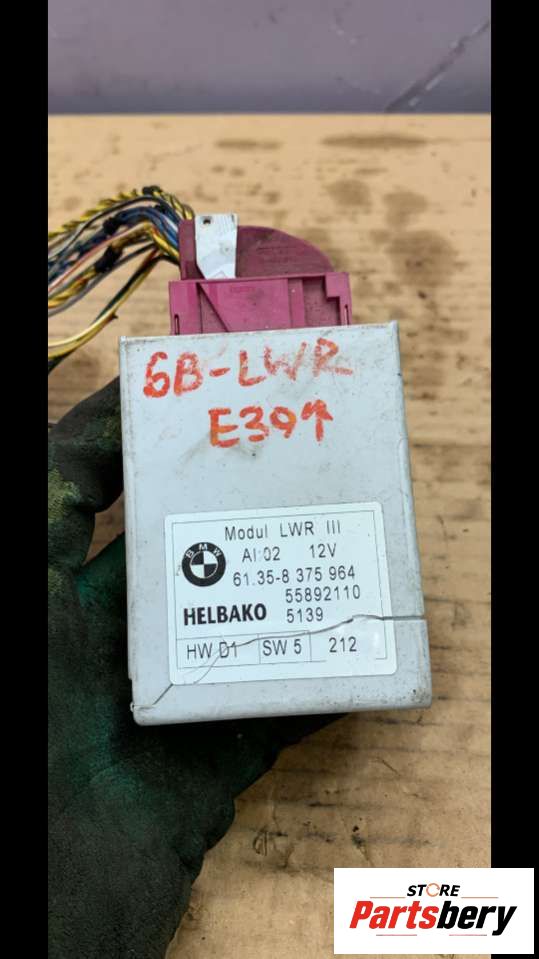 6B-LWR
E39↑
Modul LWR III
BMW
AI:02 12V
61.35-8 375 964
55892110
HELBAKO 5139
HW D1 SW 5 212
STORE
Partsbery